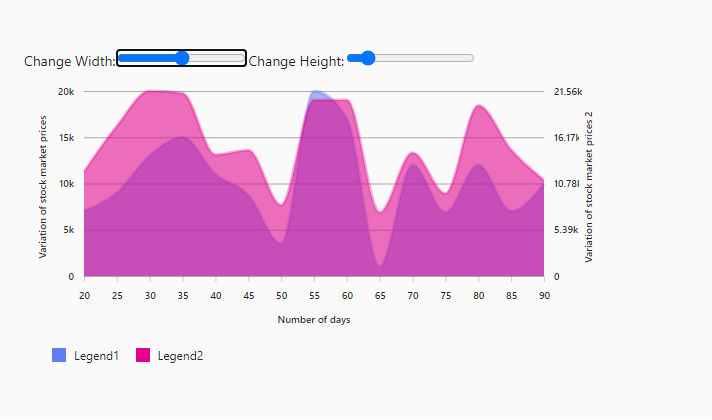 Change Width: Change Height:
20k 21.56k
15k 16.17k
10k 10.78k
5k 5.39k
0 0
Variation of stock market prices
Variation of stock market prices 2
20 25 30 35 40 45 50 55 60 65 70 75 80 85 90
Number of days
Legend1 Legend2